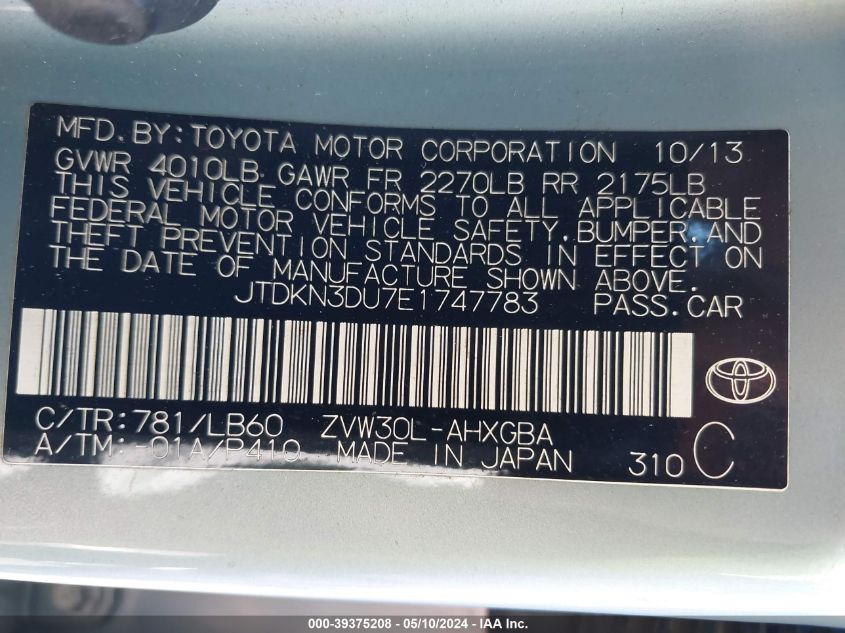 MFD. BY: TOYOTA MOTOR CORPORATION 10/13
GVWR 4010LB GAWR FR 2270LB RR 2175LB
THIS VEHICLE CONFORMS TO ALL APPLICABLE
FEDERAL MOTOR VEHICLE SAFETY, BUMPER, AND
THEFT PREVENTION STANDARDS IN EFFECT ON
THE DATE OF MANUFACTURE SHOWN ABOVE.
JTDKN3DU7E1747783 PASS. CAR
C/TR: 781/LB60 ZVW30L-AHXGBA
A/TM: -01A/P410 MADE IN JAPAN 310 C
000-39375208 - 05/10/2024 - IAA Inc.